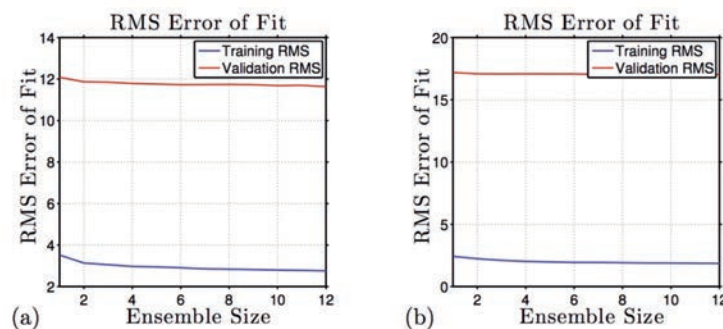 RMS Error of Fit
14
12
10
8
6
4
2
RMS Error of Fit
Training RMS
Validation RMS
2 4 6 8 10 12
Ensemble Size
(a)
RMS Error of Fit
20
15
10
5
0
RMS Error of Fit
Training RMS
Validation RMS
2 4 6 8 10 12
Ensemble Size
(b)